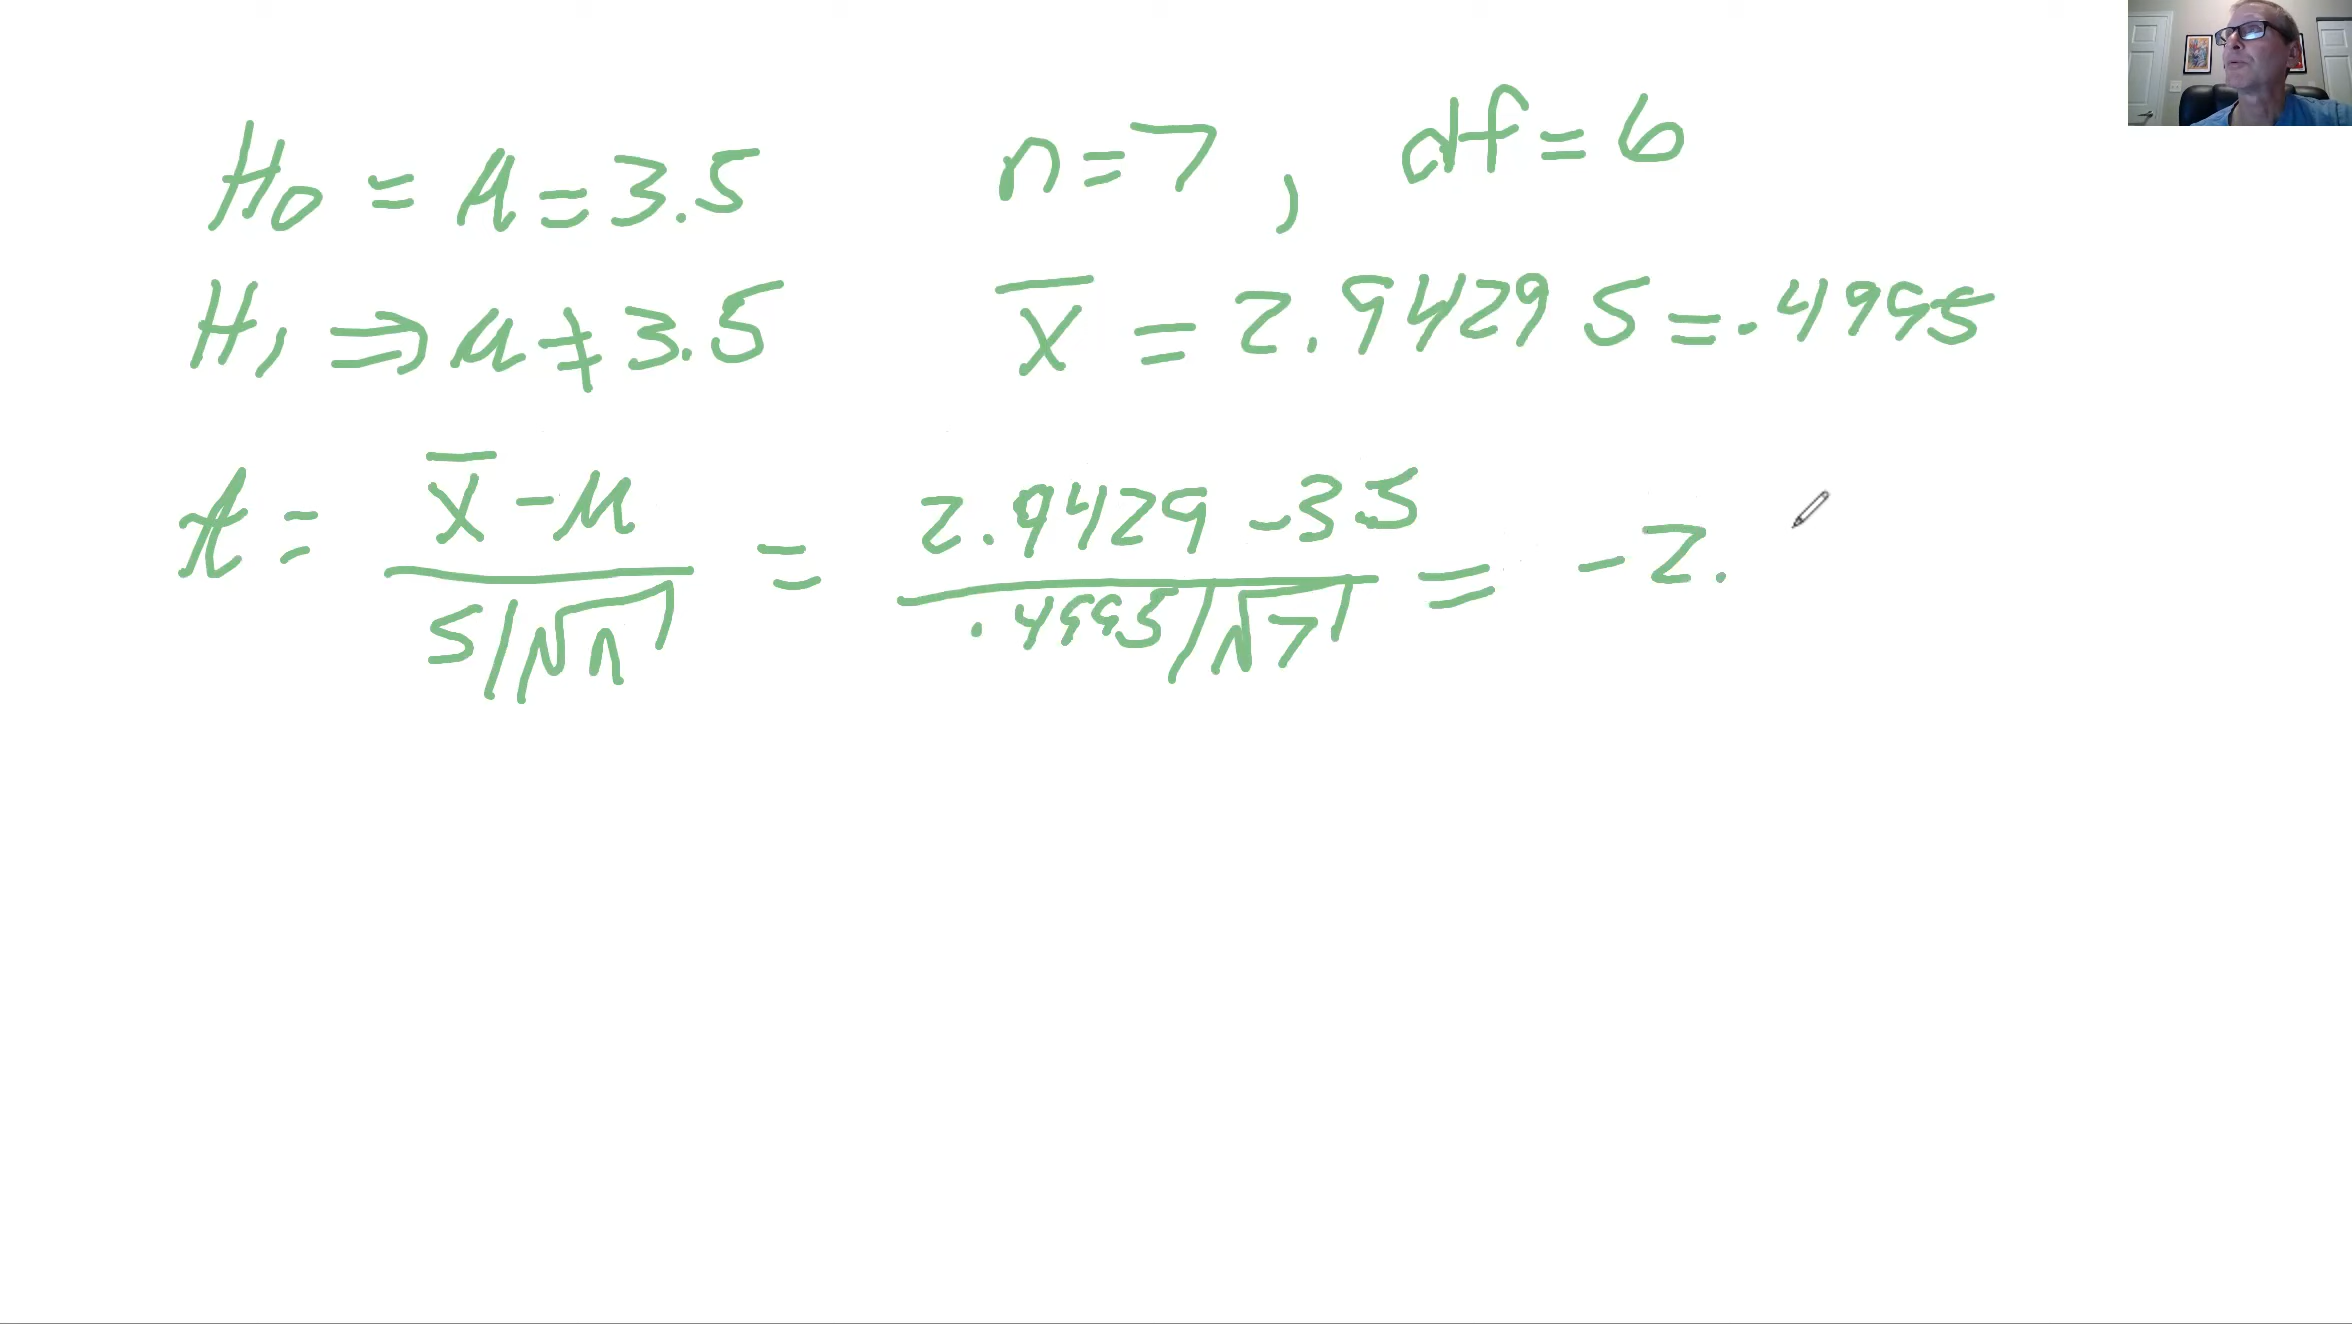 H₀ = μ = 3.5
n = 7, df = 6
H₁ ⇒ μ ≠ 3.5
x̄ = 2.9429 S = .4995
t = (x̄ - μ) / (S/√n) = (2.9429 - 3.5) / (.4995/√7) = -2.